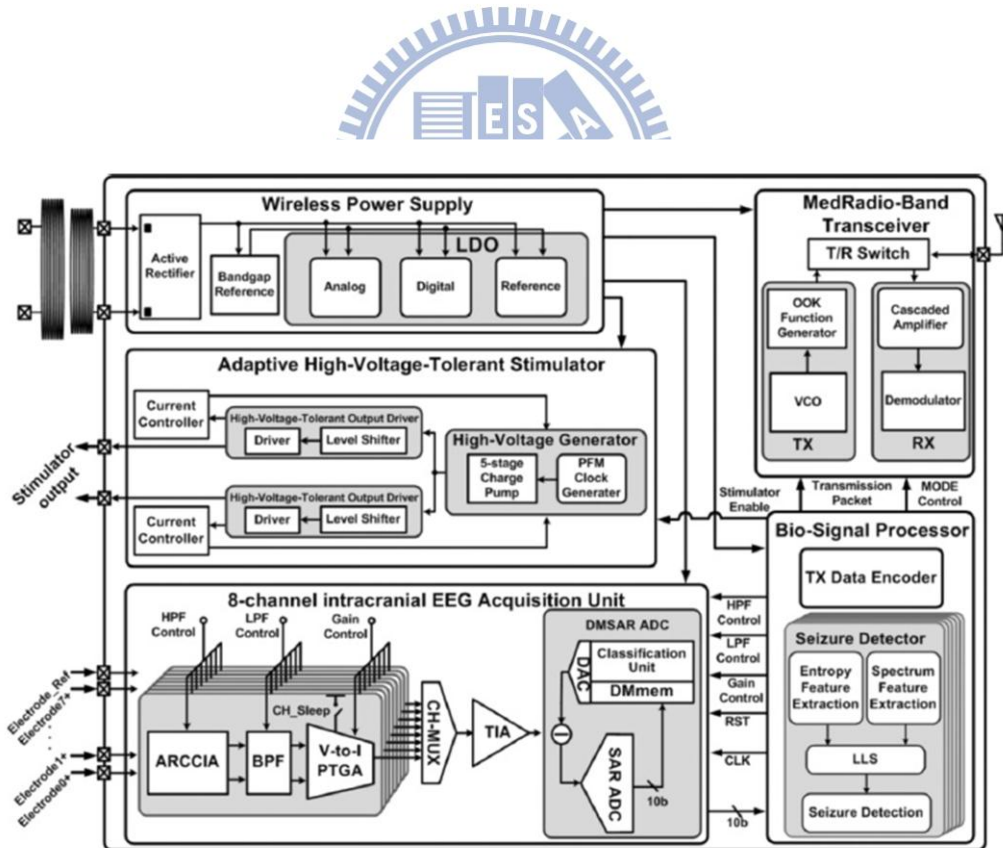 ESA
Wireless Power Supply
Active
Rectifier
Bandgap
Reference
LDO
Analog
Digital
Reference
MedRadio-Band
Transceiver
T/R Switch
OOK
Function
Generator
VCO
TX
Cascaded
Amplifier
Demodulator
RX
Adaptive High-Voltage-Tolerant Stimulator
Current
Controller
High-Voltage-Tolerant Output Driver
Driver
Level Shifter
High-Voltage Generator
5-stage
Charge
Pump
PFM
Clock
Generator
High-Voltage-Tolerant Output Driver
Driver
Level Shifter
Current
Controller
Stimulator
output
Stimulator
Enable
Transmission
Packet
MODE
Control
Bio-Signal Processor
TX Data Encoder
Seizure Detector
Entropy
Feature
Extraction
Spectrum
Feature
Extraction
LLS
Seizure Detection
HPF
Control
LPF
Control
Gain
Control
RST
CLK
10b
8-channel intracranial EEG Acquisition Unit
HPF
Control
LPF
Control
Gain
Control
CH_Sleep
ARCCIA
BPF
V-to-I
PTGA
CH-MUX
TIA
DMSAR ADC
DAC
Classification
Unit
DMmem
SAR ADC
10b
Electrode_Ref
Electrode7+
Electrode1+
Electrode0+